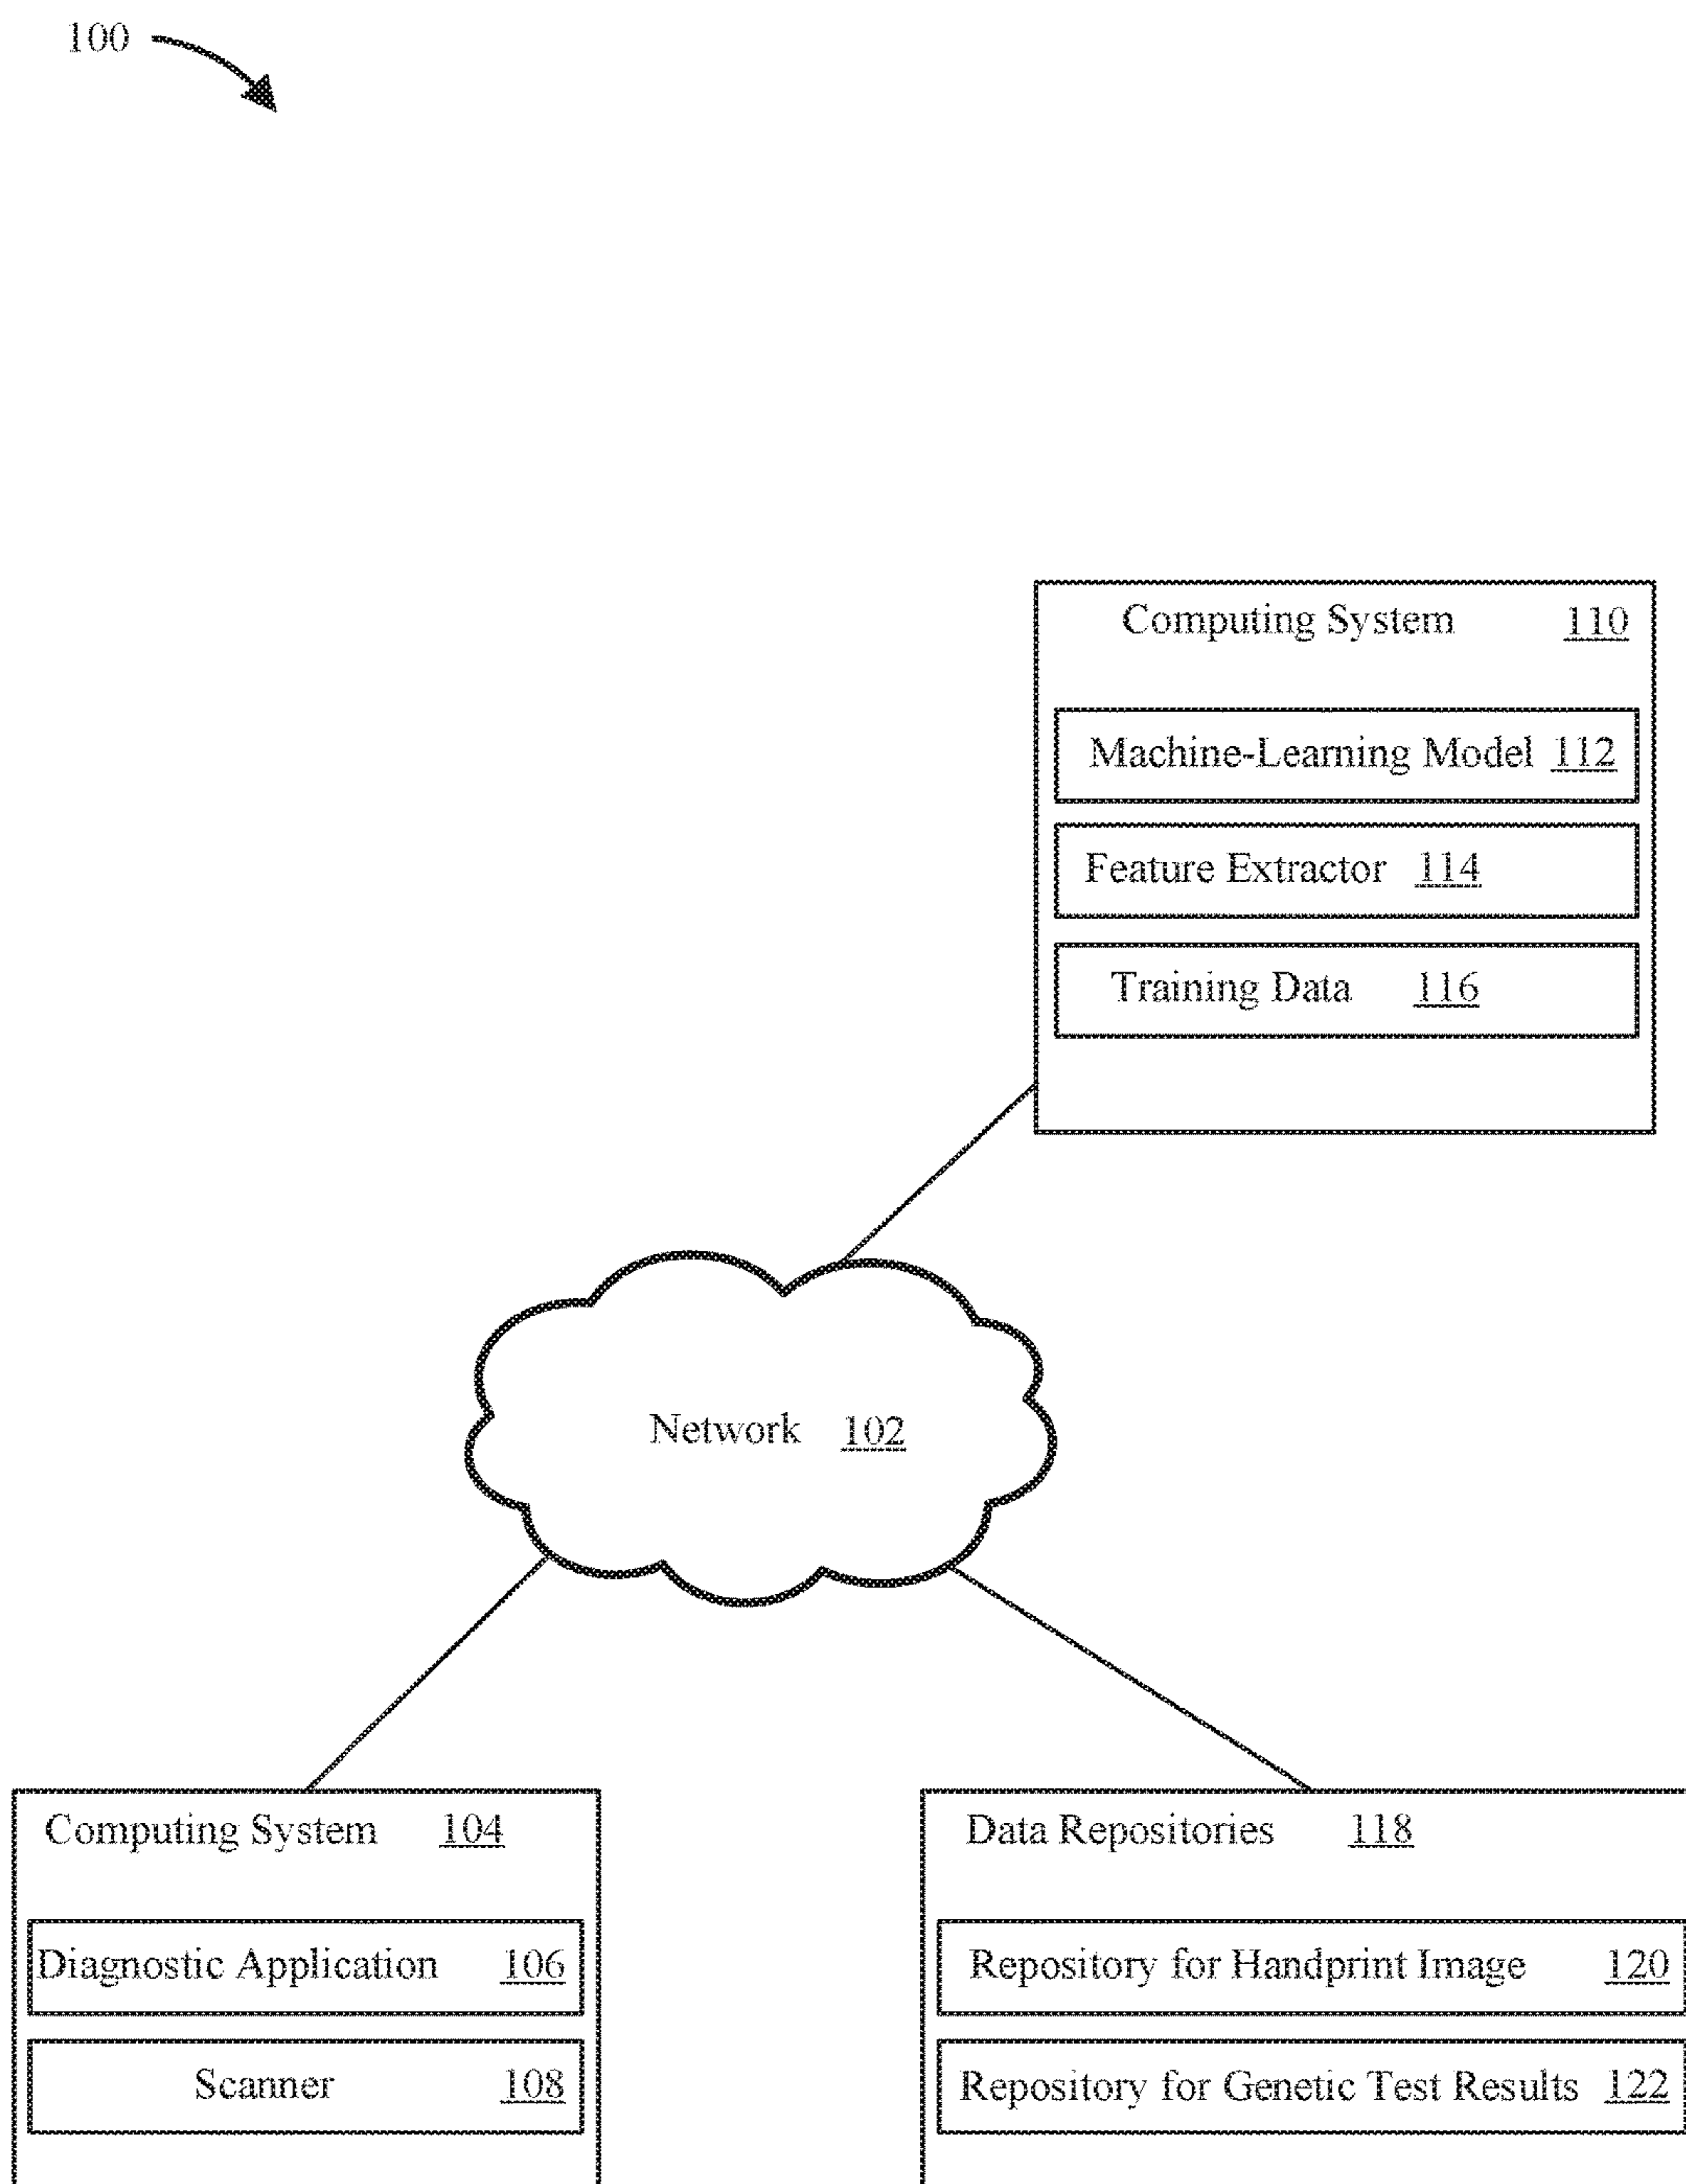 100
Computing System 110
Machine-Learning Model 112
Feature Extractor 114
Training Data 116
Network 102
Computing System 104
Diagnostic Application 106
Scanner 108
Data Repositories 118
Repository for Handprint Image 120
Repository for Genetic Test Results 122